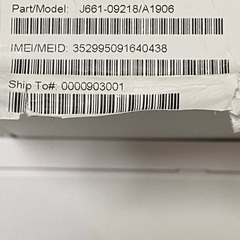 Part/Model: J661-09218/A1906
IMEI/MEID: 352995091640438
Ship To#: 0000903001